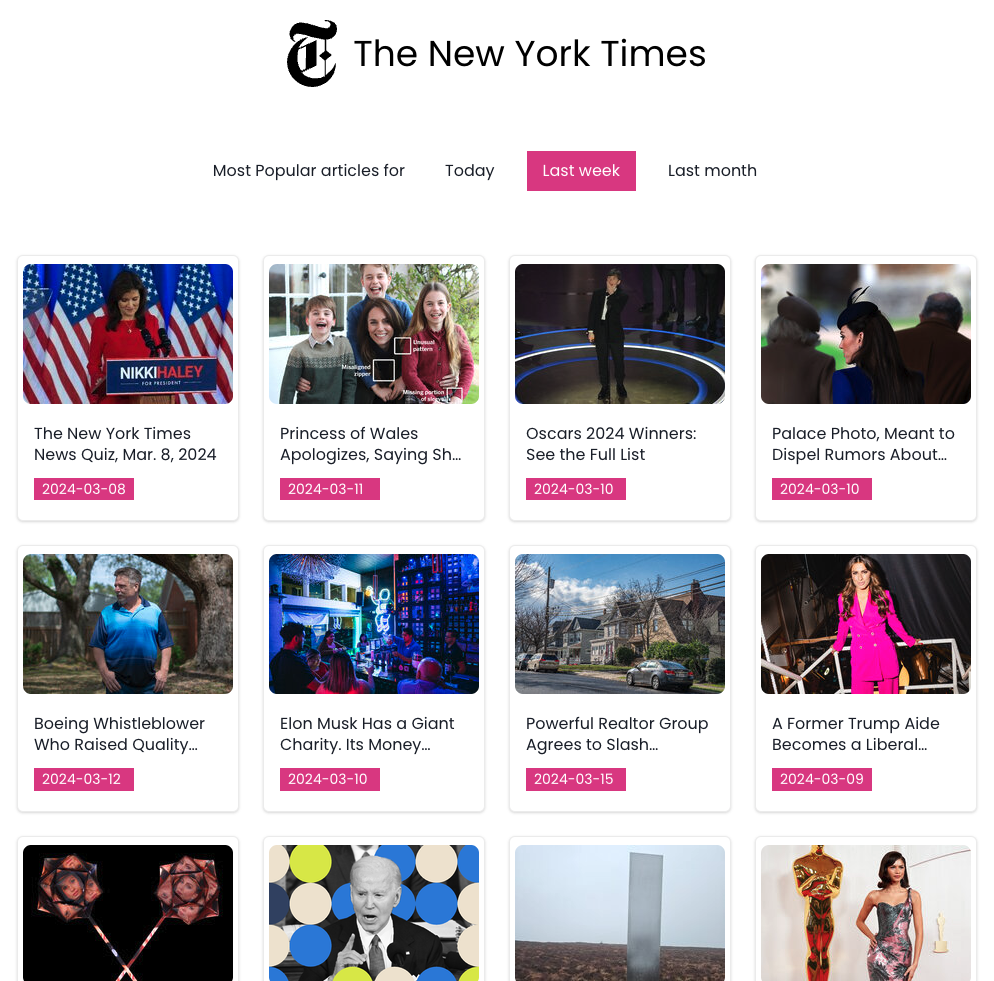 The New York Times
Most Popular articles for Today Last week Last month
NIKKIHALEY
FOR PRESIDENT
Unusual
pattern
Misaligned
zipper
Missing portion
The New York Times
News Quiz, Mar. 8, 2024
2024-03-08
Princess of Wales
Apologizes, Saying Sh...
2024-03-11
Oscars 2024 Winners:
See the Full List
2024-03-10
Palace Photo, Meant to
Dispel Rumors About...
2024-03-10
Boeing Whistleblower
Who Raised Quality...
2024-03-12
Elon Musk Has a Giant
Charity. Its Money...
2024-03-10
Powerful Realtor Group
Agrees to Slash...
2024-03-15
A Former Trump Aide
Becomes a Liberal...
2024-03-09